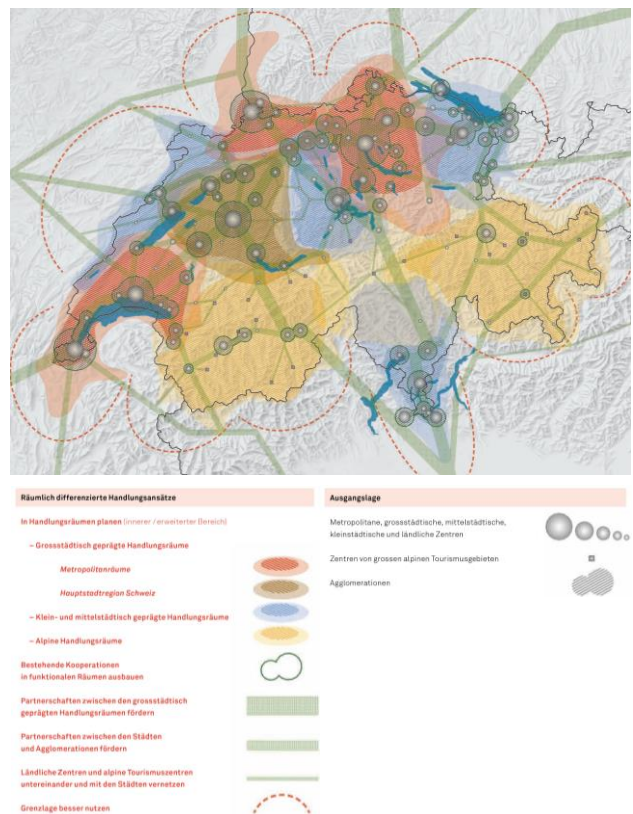 Räumlich differenzierte Handlungsansätze
In Handlungsräumen planen (innerer / erweiterter Bereich)
– Grossstädtisch geprägte Handlungsräume
Metropolitanräume
Hauptstadtregion Schweiz
– Klein- und mittelstädtisch geprägte Handlungsräume
– Alpine Handlungsräume
Bestehende Kooperationen
in funktionalen Räumen ausbauen
Partnerschaften zwischen den grossstädtisch
geprägten Handlungsräumen fördern
Partnerschaften zwischen den Städten
und Agglomerationen fördern
Ländliche Zentren und alpine Tourismuszentren
untereinander und mit den Städten vernetzen
Grenzlage besser nutzen
Ausgangslage
Metropolitane, grossstädtische, mittelstädtische,
kleinstädtische und ländliche Zentren
Zentren von grossen alpinen Tourismusgebieten
Agglomerationen